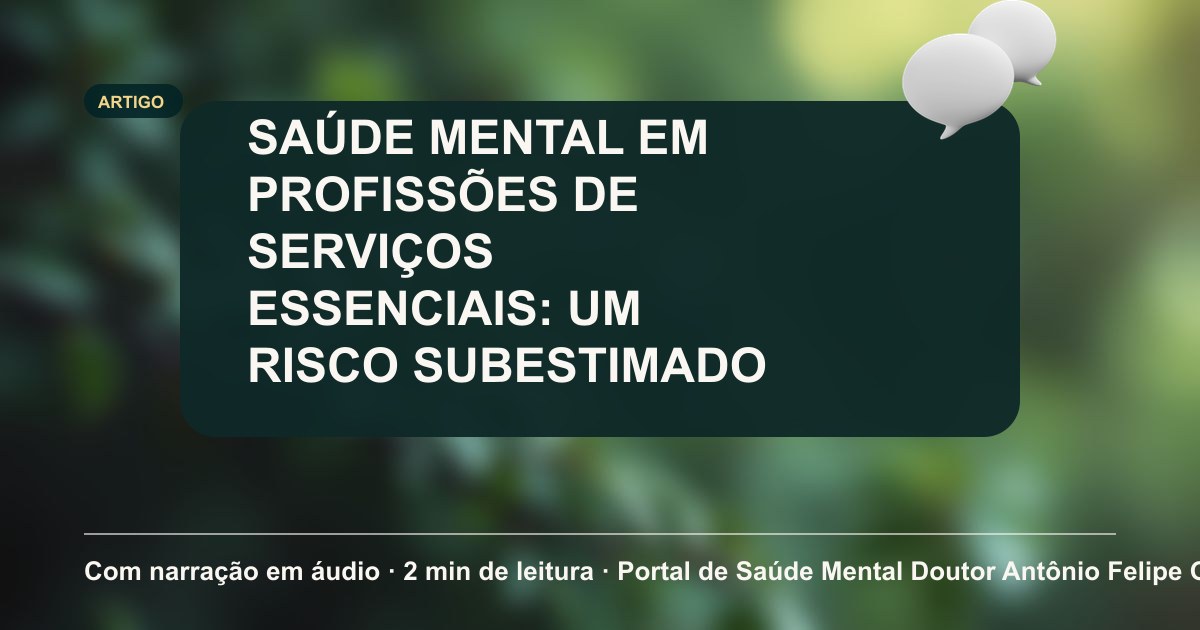 ARTIGO
SAÚDE MENTAL EM
PROFISSÕES DE
SERVIÇOS
ESSENCIAIS: UM
RISCO SUBESTIMADO
Com narração em áudio · 2 min de leitura · Portal de Saúde Mental Doutor Antônio Felipe